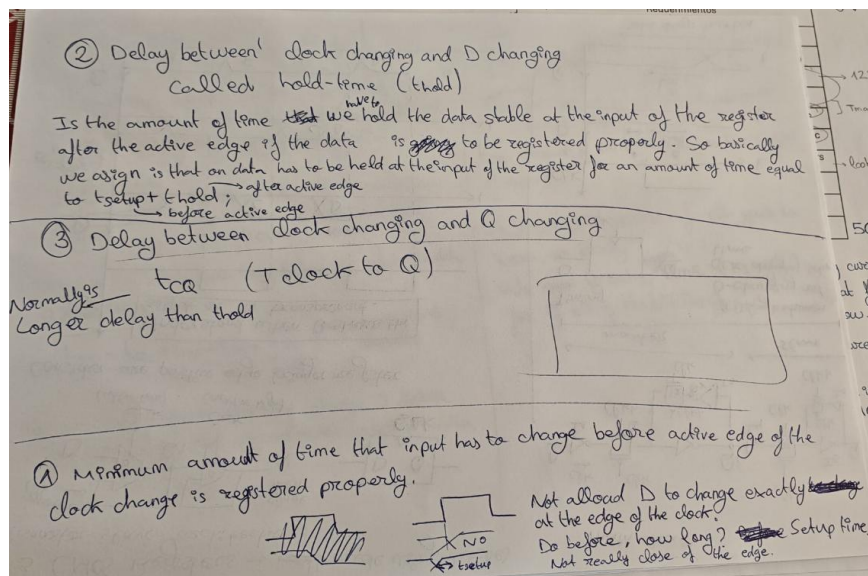 Requerimientos
② Delay between clock changing and D changing
called hold-time (thold)
Is the amount of time we have to hold the data stable at the input of the register
after the active edge if the data is to be registered properly. So basically
we asign is that an data has to be held at the input of the register for an amount of time equal
to tsetup + thold; → after active edge
→ before active edge
③ Delay between clock changing and Q changing
tCQ (T clock to Q)
Normally is
Longer delay than thold
① Minimum amount of time that input has to change before active edge of the
clock change is registered properly.
NO
tsetup
Not allowd D to change exactly
at the edge of the clock.
Do before, how long? Setup time,
Not really close of the edge.